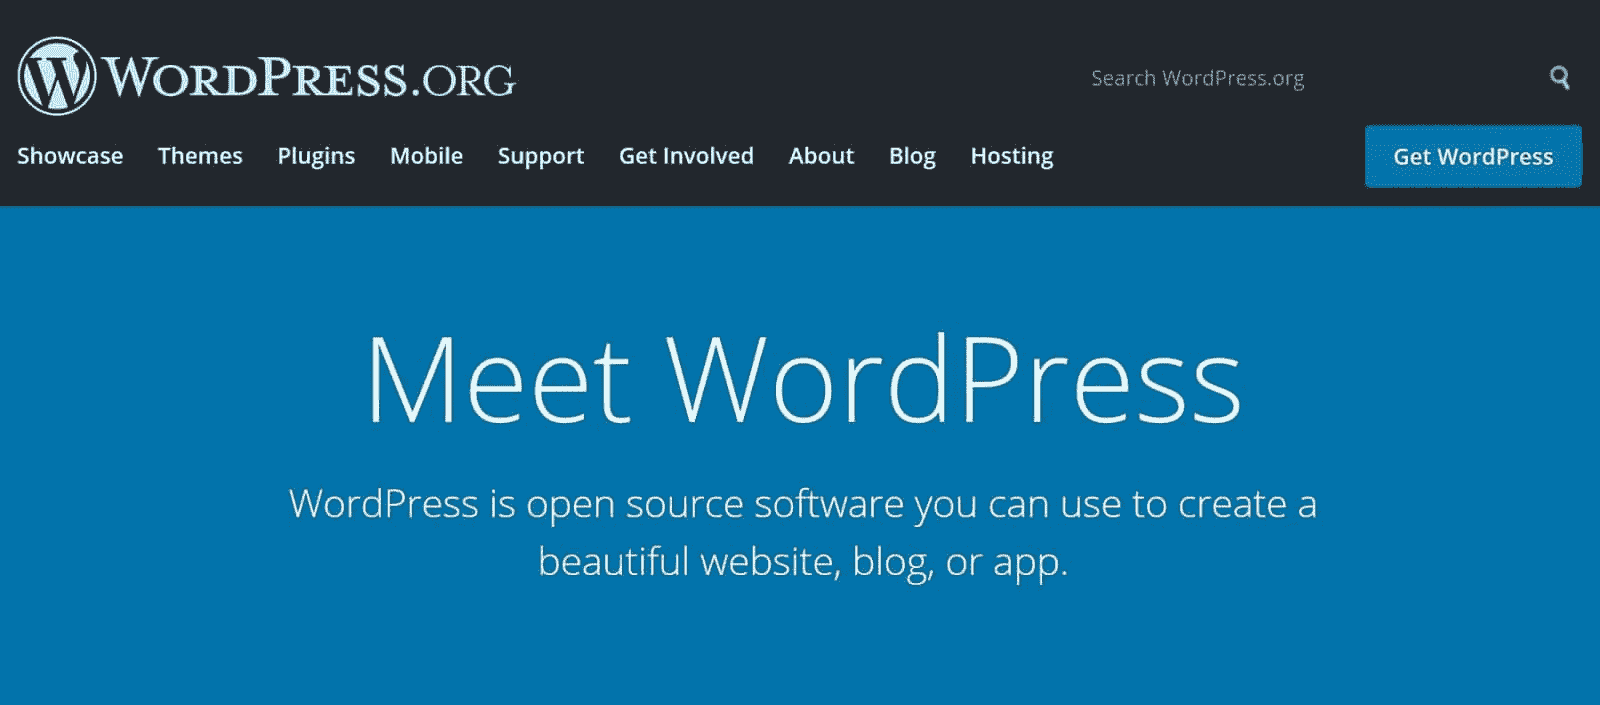 WORDPRESS.ORG
Search WordPress.org
Showcase Themes Plugins Mobile Support Get Involved About Blog Hosting
Get WordPress
Meet WordPress
WordPress is open source software you can use to create a
beautiful website, blog, or app.